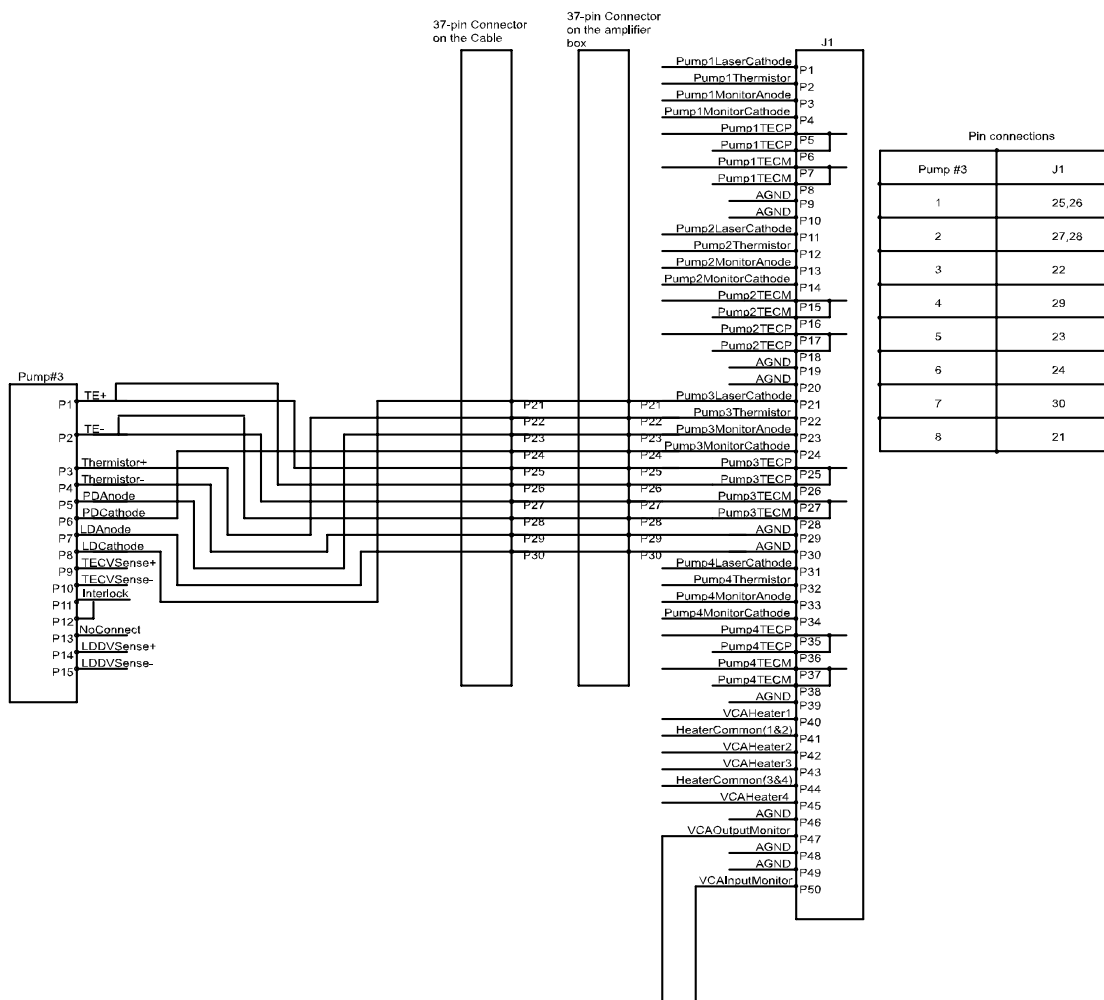 37-pin Connector
on the Cable
37-pin Connector
on the amplifier
box
J1
Pump1LaserCathode P1
Pump1Thermistor P2
Pump1MonitorAnode P3
Pump1MonitorCathode P4
Pump1TECP P5
Pump1TECP P6
Pump1TECM P7
Pump1TECM P8
AGND P9
AGND P10
Pump2LaserCathode P11
Pump2Thermistor P12
Pump2MonitorAnode P13
Pump2MonitorCathode P14
Pump2TECM P15
Pump2TECM P16
Pump2TECP P17
Pump2TECP P18
AGND P19
AGND P20
Pump3LaserCathode P21
Pump3Thermistor P22
Pump3MonitorAnode P23
Pump3MonitorCathode P24
Pump3TECP P25
Pump3TECP P26
Pump3TECM P27
Pump3TECM P28
AGND P29
AGND P30
Pump4LaserCathode P31
Pump4Thermistor P32
Pump4MonitorAnode P33
Pump4MonitorCathode P34
Pump4TECP P35
Pump4TECP P36
Pump4TECM P37
Pump4TECM P38
AGND P39
VCAHeater1 P40
HeaterCommon(1&2) P41
VCAHeater2 P42
VCAHeater3 P43
HeaterCommon(3&4) P44
VCAHeater4 P45
AGND P46
VCAOutputMonitor P47
AGND P48
AGND P49
VCAInputMonitor P50
Pump#3
P1 TE+
P2 TE-
P3 Thermistor+
P4 Thermistor-
P5 PDAnode
P6 PDCathode
P7 LDAnode
P8 LDCathode
P9 TECVSense+
P10 TECVSense-
P11 Interlock
P12
P13 NoConnect
P14 LDDVSense+
P15 LDDVSense-
P21 P21
P22 P22
P23 P23
P24 P24
P25 P25
P26 P26
P27 P27
P28 P28
P29 P29
P30 P30
Pin connections
Pump #3 J1
1 25,26
2 27,28
3 22
4 29
5 23
6 24
7 30
8 21